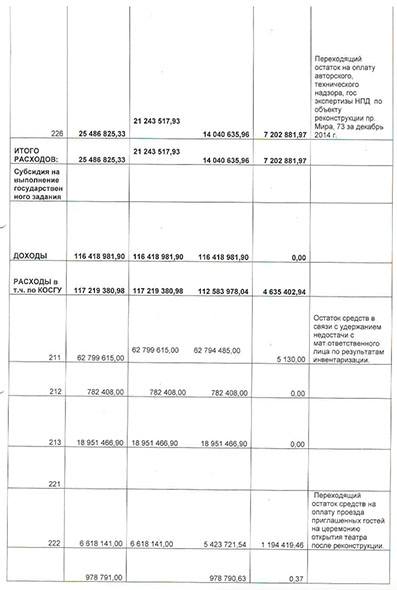 Переходящий
остаток на оплату
авторского,
технического
надзора, гос
экспертизы НПД по
объекту
реконструкции пр.
Мира, 73 за декабрь
2014 г.
21 243 517,93
226 25 486 825,33 14 040 635,96 7 202 881,97
ИТОГО
РАСХОДОВ: 25 486 825,33 21 243 517,93 14 040 635,96 7 202 881,97
Субсидия на
выполнение
государствен
ного задания
ДОХОДЫ 116 418 981,90 116 418 981,90 116 418 981,90 0,00
РАСХОДЫ в
т.ч. по КОСГУ 117 219 380,98 117 219 380,98 112 583 978,04 4 635 402,94
Остаток средств в
связи с удержанием
недостачи с
мат.ответственного
лица по результатам
инвентаризации.
211 62 799 615,00 62 799 615,00 62 794 485,00 5 130,00
212 782 408,00 782 408,00 782 408,00 0,00
213 18 951 466,90 18 951 466,90 18 951 466,90 0,00
221
Переходящий
остаток средств на
оплату проезда
приглашенных гостей
на церемонию
открытия театра
после реконструкции.
222 6 618 141,00 6 618 141,00 5 423 721,54 1 194 419,46
978 791,00 978 790,63 0,37